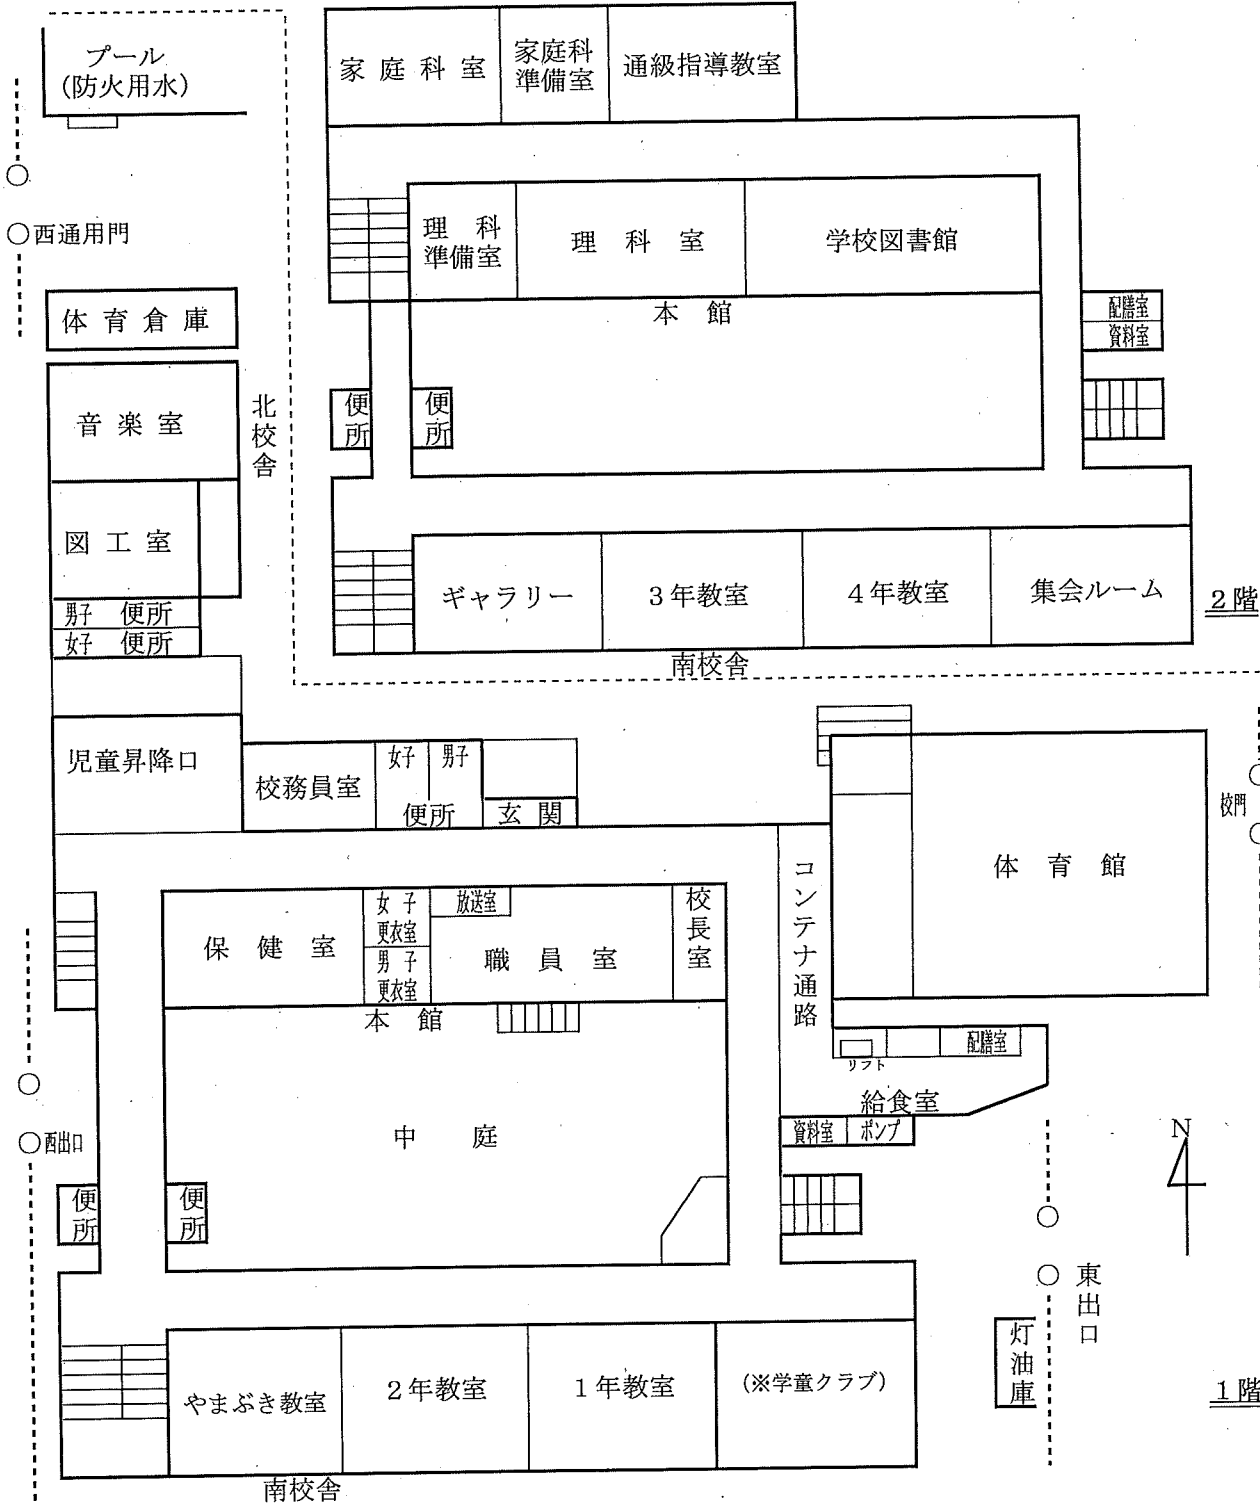 プール
(防火用水)
西通用門
体育倉庫
音楽室
図工室
男子 便所
女子 便所
北校舎
家庭科室
家庭科
準備室
通級指導教室
理科
準備室
理科室
学校図書館
本館
配膳室
資料室
便所
便所
ギャラリー
3年教室
4年教室
集会ルーム
2階
南校舎
児童昇降口
校務員室
女子
男子
便所
玄関
体育館
校門
コンテナ通路
保健室
女子
更衣室
男子
更衣室
放送室
職員室
校長室
本館
配膳室
リフト
給食室
資料室
ポンプ
中庭
西出口
便所
便所
N
東出口
灯油庫
やまぶき教室
2年教室
1年教室
(※学童クラブ)
1階
南校舎